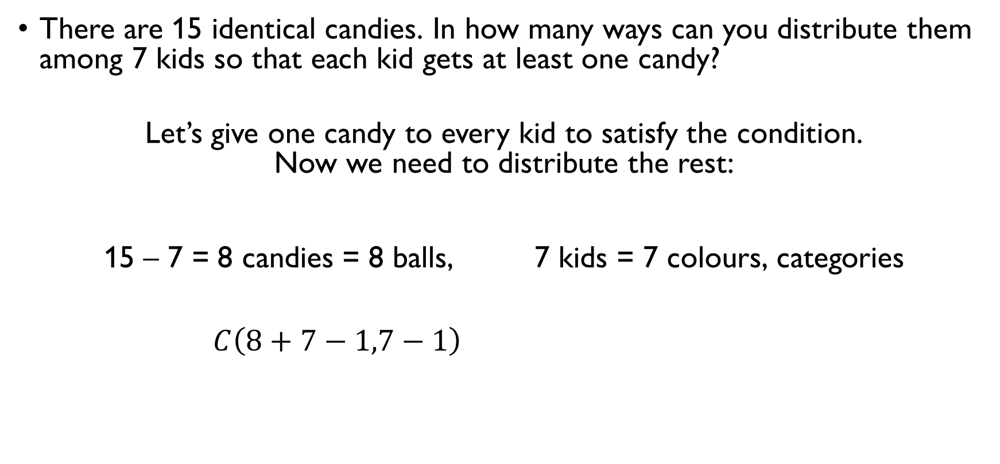 • There are 15 identical candies. In how many ways can you distribute them
among 7 kids so that each kid gets at least one candy?
Let’s give one candy to every kid to satisfy the condition.
Now we need to distribute the rest:
15 – 7 = 8 candies = 8 balls, 7 kids = 7 colours, categories
𝐶(8 + 7 − 1,7 − 1)